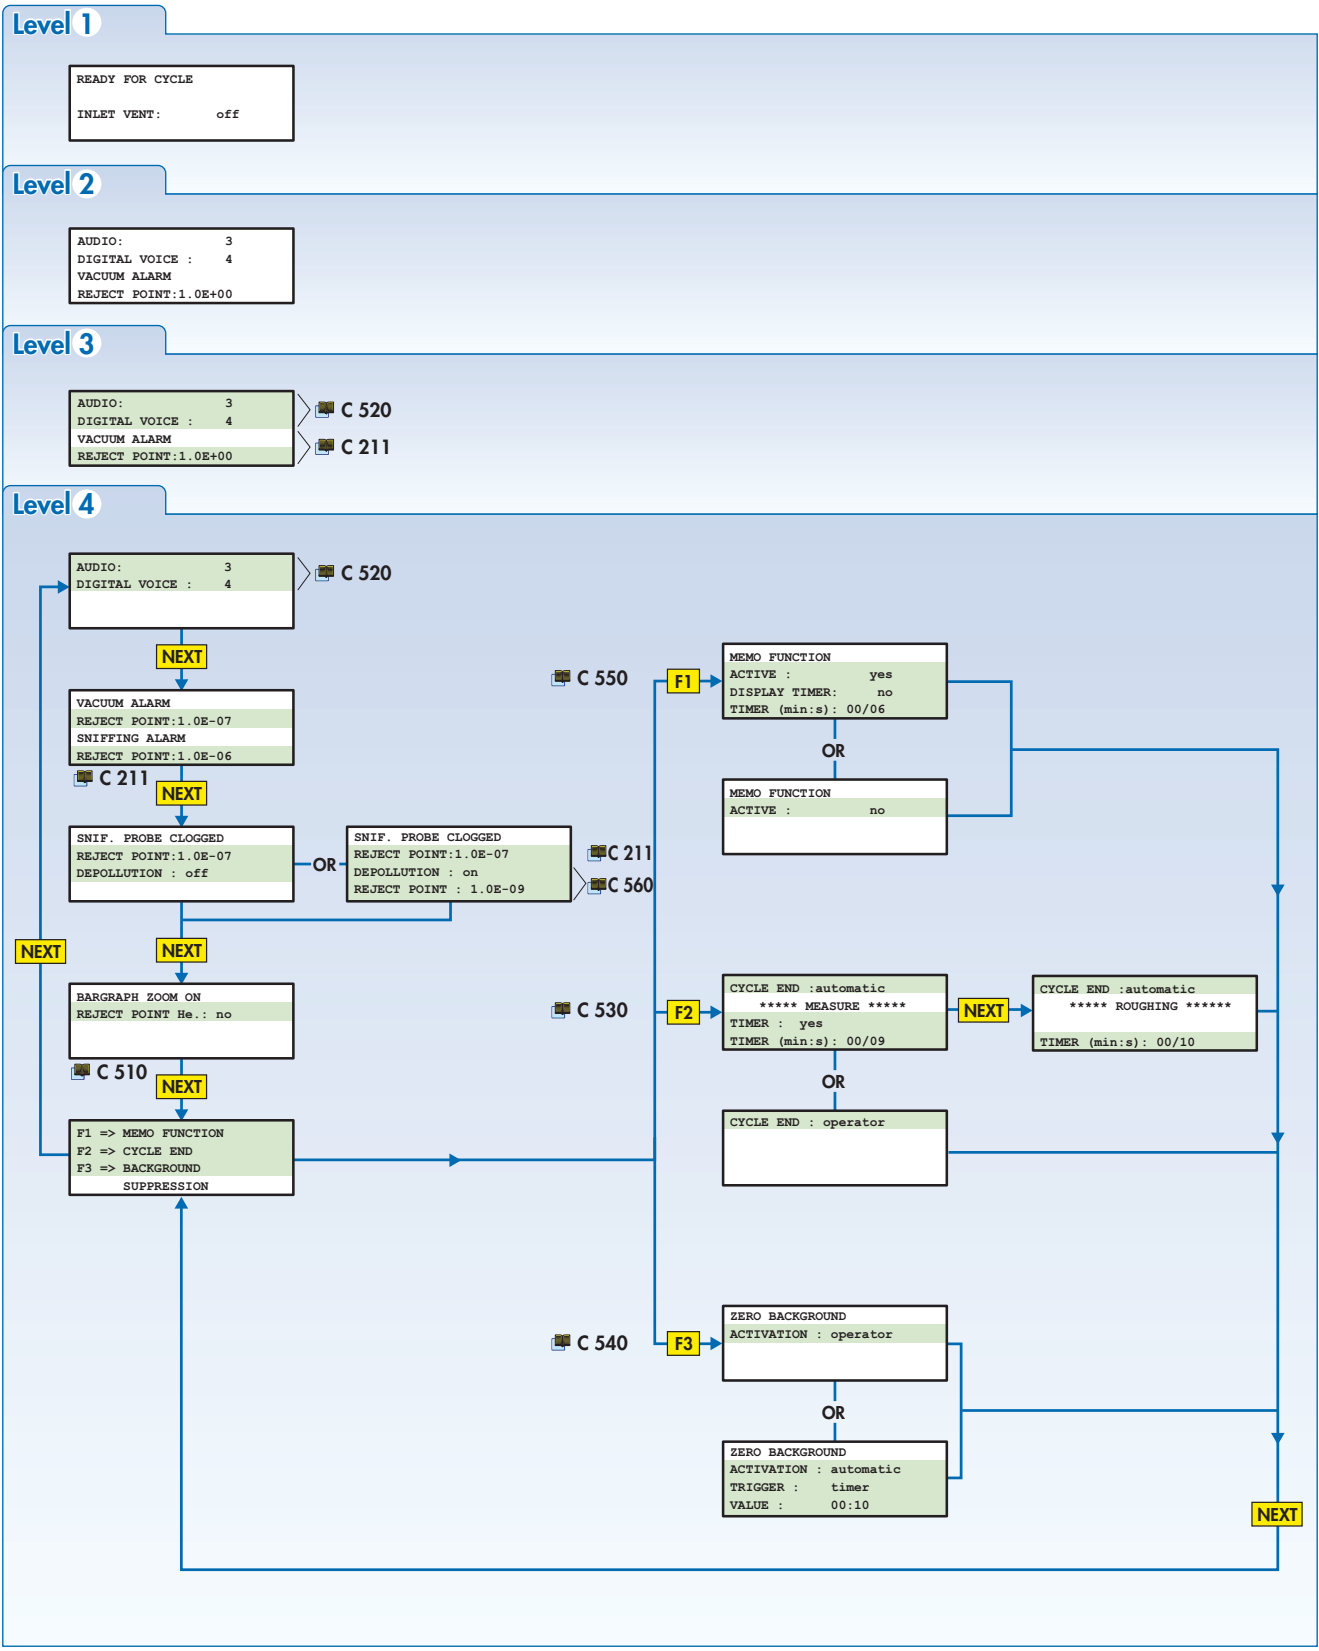 Level 1
READY FOR CYCLE
INLET VENT: off
Level 2
AUDIO: 3
DIGITAL VOICE : 4
VACUUM ALARM
REJECT POINT:1.0E+00
Level 3
AUDIO: 3
DIGITAL VOICE : 4
VACUUM ALARM
REJECT POINT:1.0E+00
C 520
C 211
Level 4
AUDIO: 3
DIGITAL VOICE : 4
C 520
NEXT
VACUUM ALARM
REJECT POINT:1.0E-07
SNIFFING ALARM
REJECT POINT:1.0E-06
C 211
NEXT
SNIF. PROBE CLOGGED
REJECT POINT:1.0E-07
DEPOLLUTION : off
OR
SNIF. PROBE CLOGGED
REJECT POINT:1.0E-07
DEPOLLUTION : on
REJECT POINT : 1.0E-09
C 211
C 560
NEXT
NEXT
BARGRAPH ZOOM ON
REJECT POINT He.: no
C 510
NEXT
F1 => MEMO FUNCTION
F2 => CYCLE END
F3 => BACKGROUND
SUPPRESSION
C 550
F1
MEMO FUNCTION
ACTIVE : yes
DISPLAY TIMER: no
TIMER (min:s): 00/06
OR
MEMO FUNCTION
ACTIVE : no
C 530
F2
CYCLE END :automatic
***** MEASURE *****
TIMER : yes
TIMER (min:s): 00/09
NEXT
CYCLE END :automatic
***** ROUGHING ******
TIMER (min:s): 00/10
OR
CYCLE END : operator
C 540
F3
ZERO BACKGROUND
ACTIVATION : operator
OR
ZERO BACKGROUND
ACTIVATION : automatic
TRIGGER : timer
VALUE : 00:10
NEXT